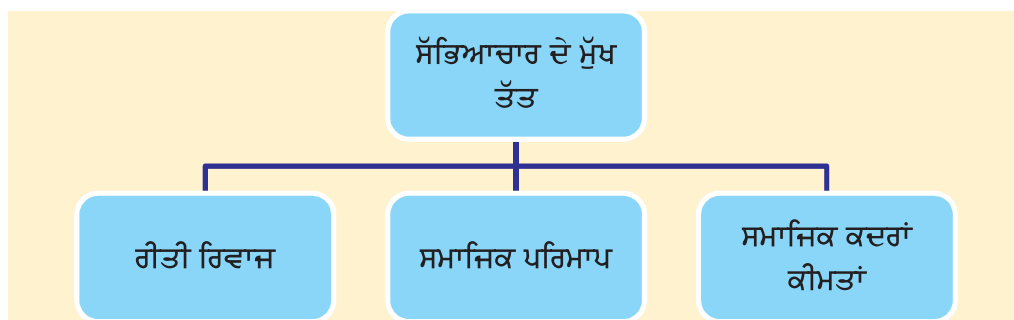 ਸੱਭਿਆਚਾਰ ਦੇ ਮੁੱਖ
ਤੱਤ
ਰੀਤੀ ਰਿਵਾਜ
ਸਮਾਜਿਕ ਪਰਿਮਾਪ
ਸਮਾਜਿਕ ਕਦਰਾਂ
ਕੀਮਤਾਂ